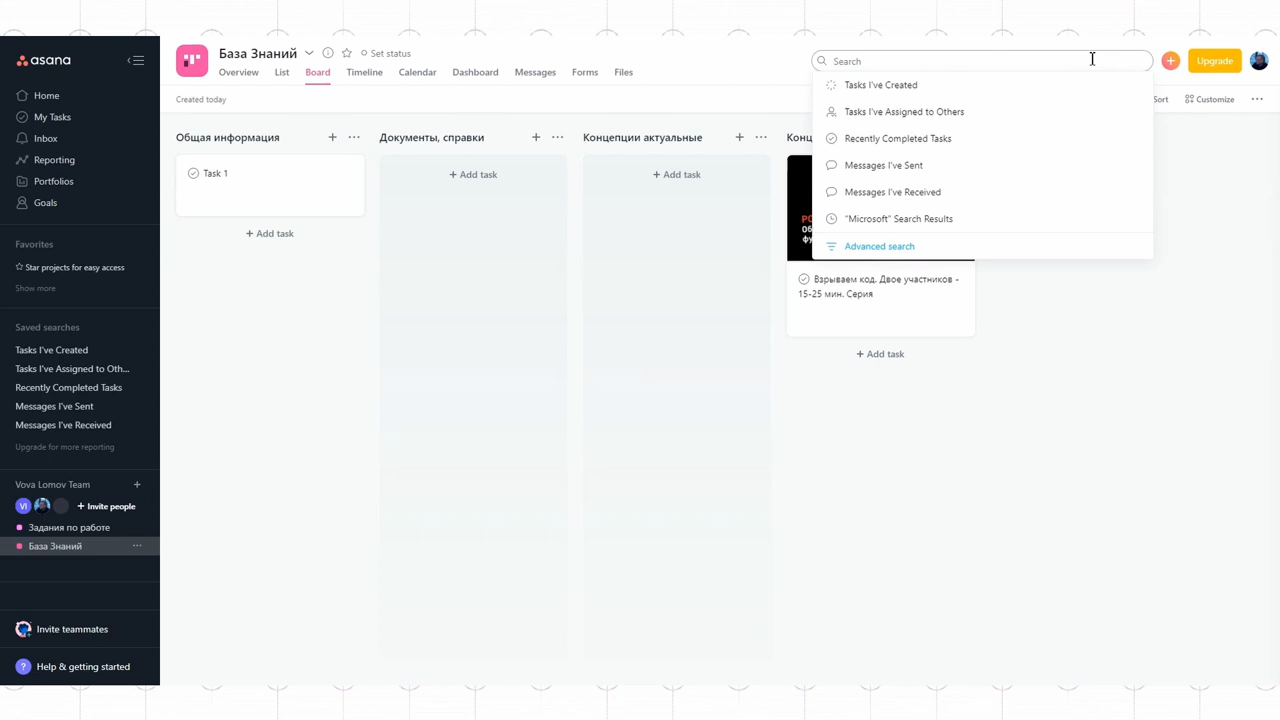 asana
Home
My Tasks
Inbox
Reporting
Portfolios
Goals
Favorites
Star projects for easy access
Show more
Saved searches
Tasks I've Created
Tasks I've Assigned to Oth...
Recently Completed Tasks
Messages I've Sent
Messages I've Received
Upgrade for more reporting
Vova Lomov Team
VI
Invite people
Задания по работе
База Знаний
Invite teammates
? Help & getting started
База Знаний
Set status
Overview List Board Timeline Calendar Dashboard Messages Forms Files
Search
Upgrade
Created today
Sort Customize
Общая информация
Task 1
+ Add task
Документы, справки
+ Add task
Концепции актуальные
+ Add task
Конц
Взрываем код. Двое участников -
15-25 мин. Серия
+ Add task
Tasks I've Created
Tasks I've Assigned to Others
Recently Completed Tasks
Messages I've Sent
Messages I've Received
"Microsoft" Search Results
Advanced search